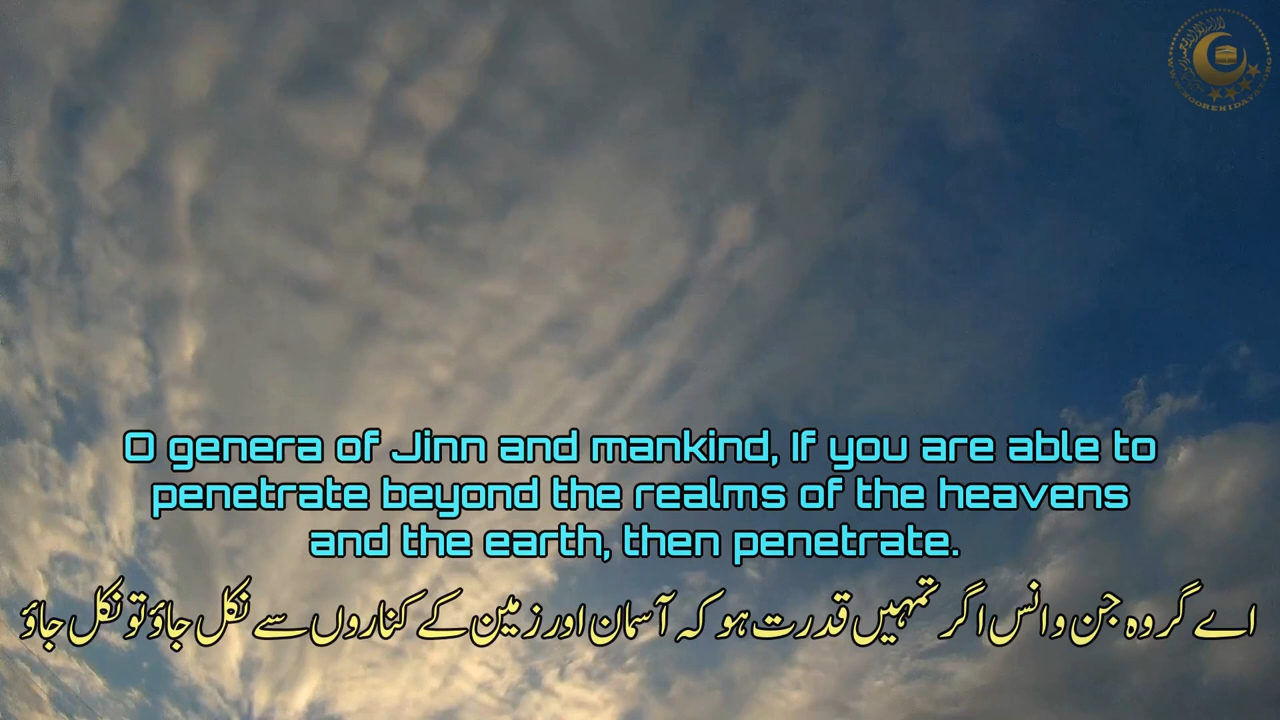 O genera of Jinn and mankind, If you are able to
penetrate beyond the realms of the heavens
and the earth, then penetrate.
اے گروہ جن و انس اگر تمہیں قدرت ہو کہ آسمان اور زمین کے کناروں سے نکل جاؤ تو نکل جاؤ